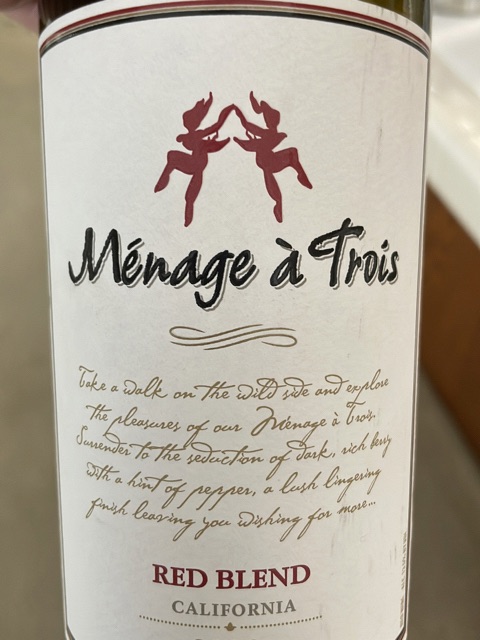 Ménage à Trois
Take a walk on the wild side and explore
the pleasures of our Ménage à Trois.
Surrender to the seduction of dark, rich berry
with a hint of pepper, a lush lingering
finish leaving you wishing for more...
RED BLEND
CALIFORNIA